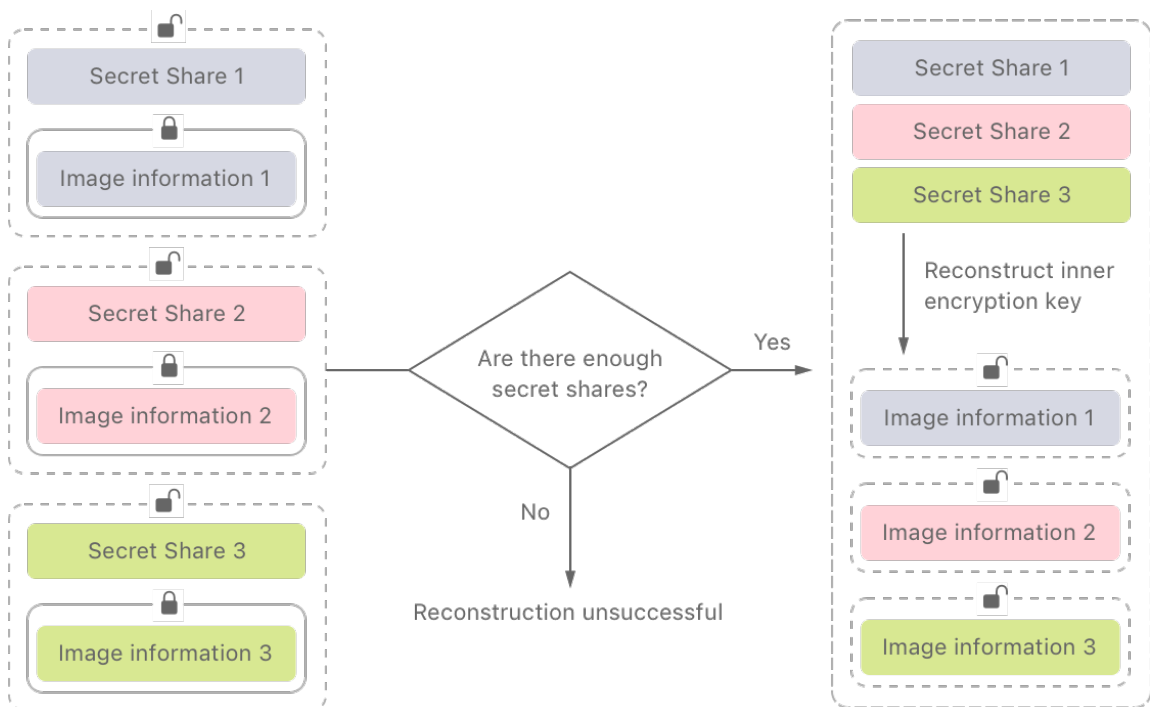 Secret Share 1
Image information 1
Secret Share 2
Image information 2
Secret Share 3
Image information 3
Are there enough
secret shares?
Yes
No
Reconstruction unsuccessful
Secret Share 1
Secret Share 2
Secret Share 3
Reconstruct inner
encryption key
Image information 1
Image information 2
Image information 3